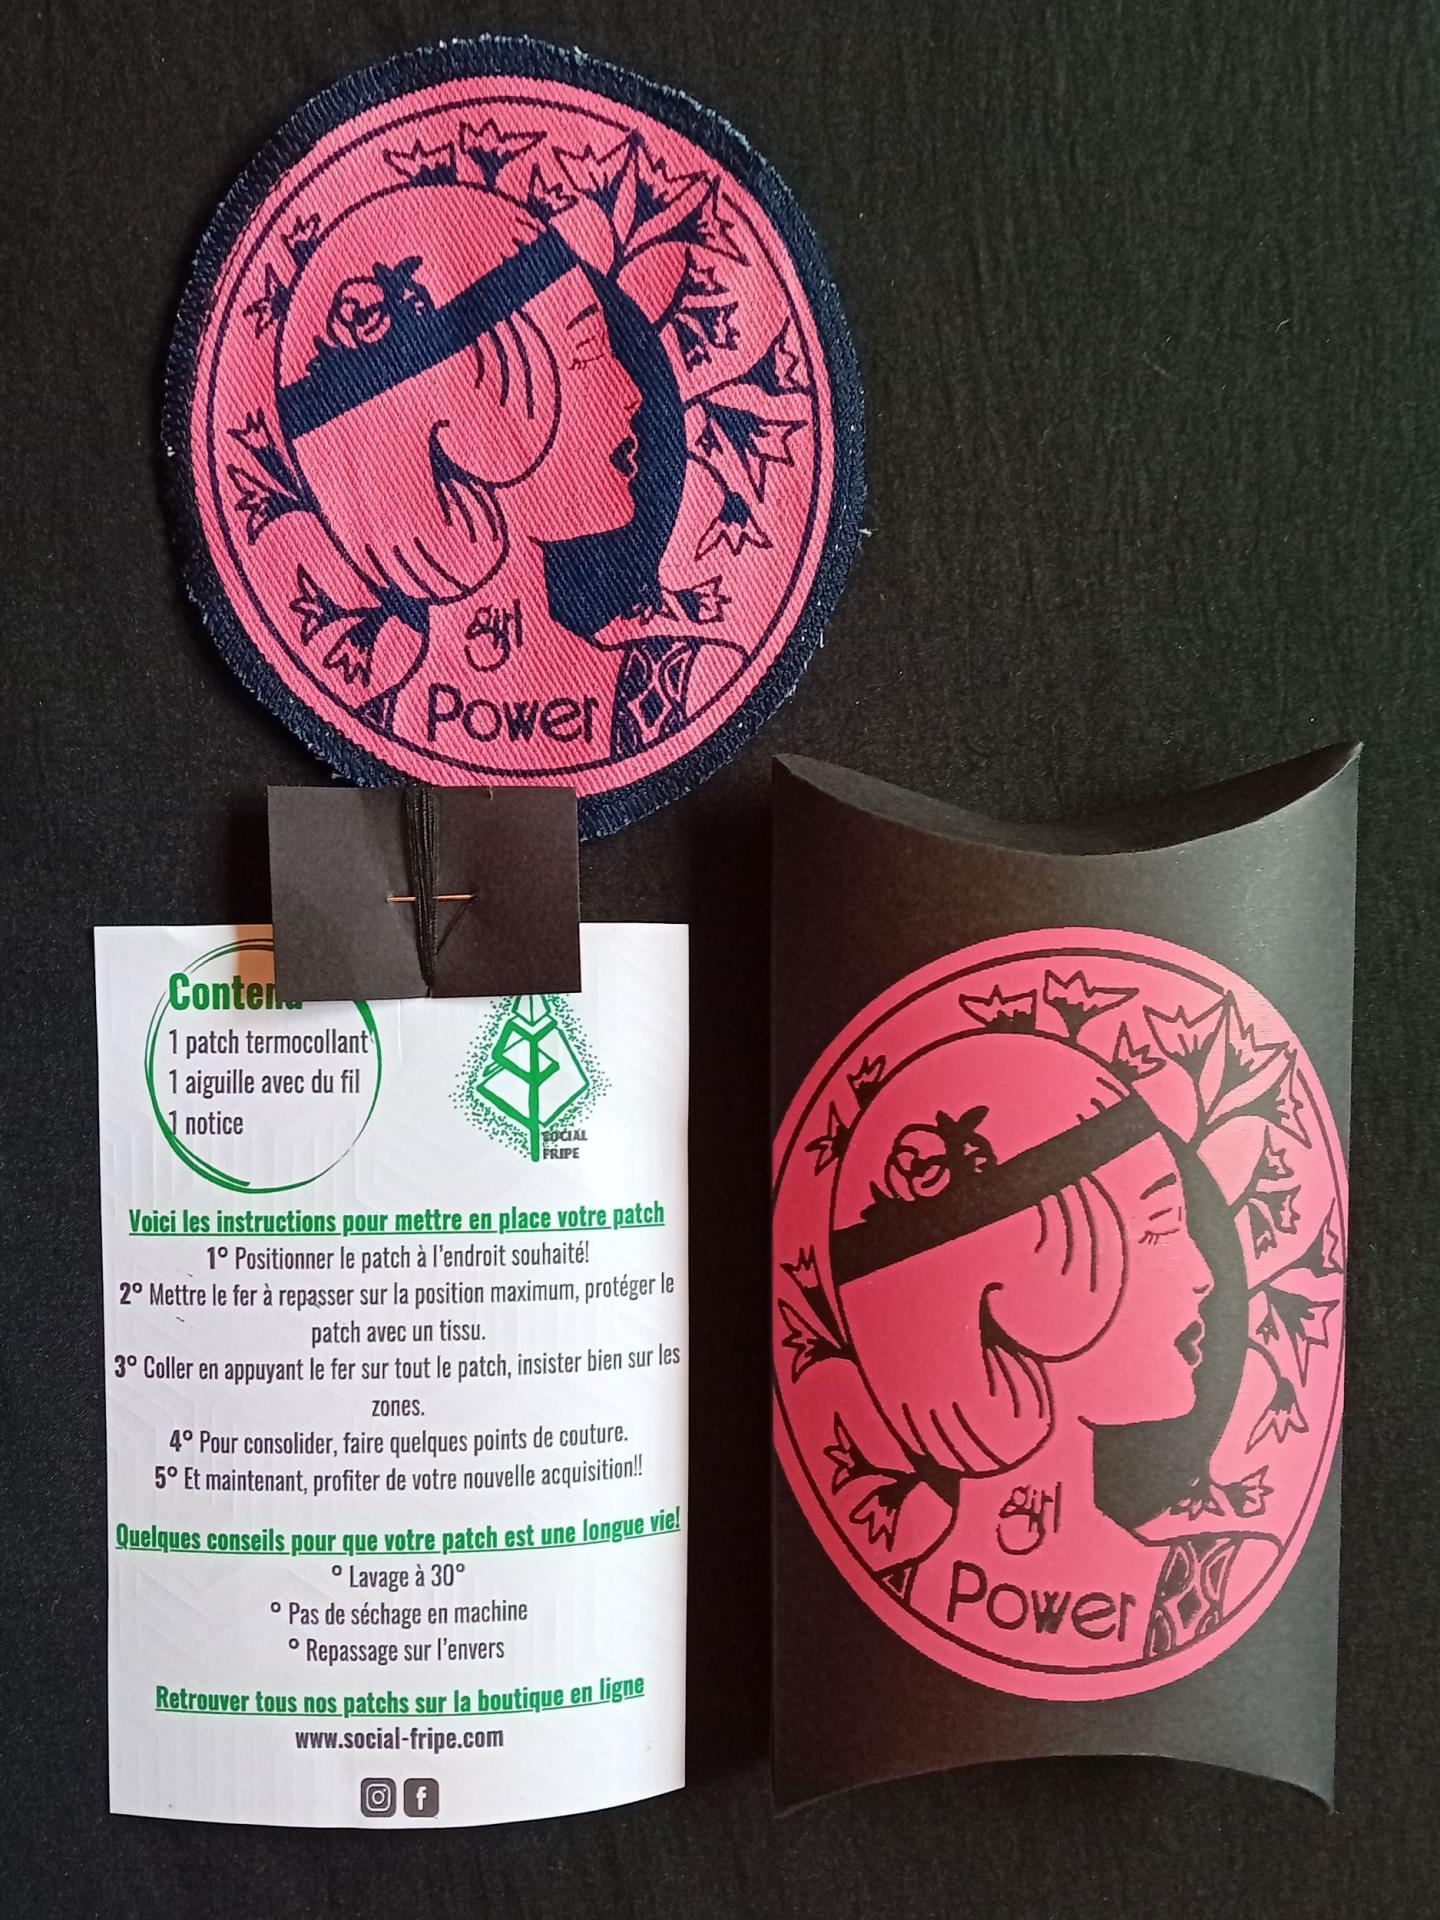 girl
Power
Conten
1 patch termocollant
1 aiguille avec du fil
1 notice
SOCIAL
FRIPE
Voici les instructions pour mettre en place votre patch
1° Positionner le patch à l'endroit souhaité!
2° Mettre le fer à repasser sur la position maximum, protéger le
patch avec un tissu.
3° Coller en appuyant le fer sur tout le patch, insister bien sur les
zones.
4° Pour consolider, faire quelques points de couture.
5° Et maintenant, profiter de votre nouvelle acquisition!!
Quelques conseils pour que votre patch est une longue vie!
° Lavage à 30°
° Pas de séchage en machine
° Repassage sur l'envers
Retrouver tous nos patchs sur la boutique en ligne
www.social-fripe.com
girl
Power